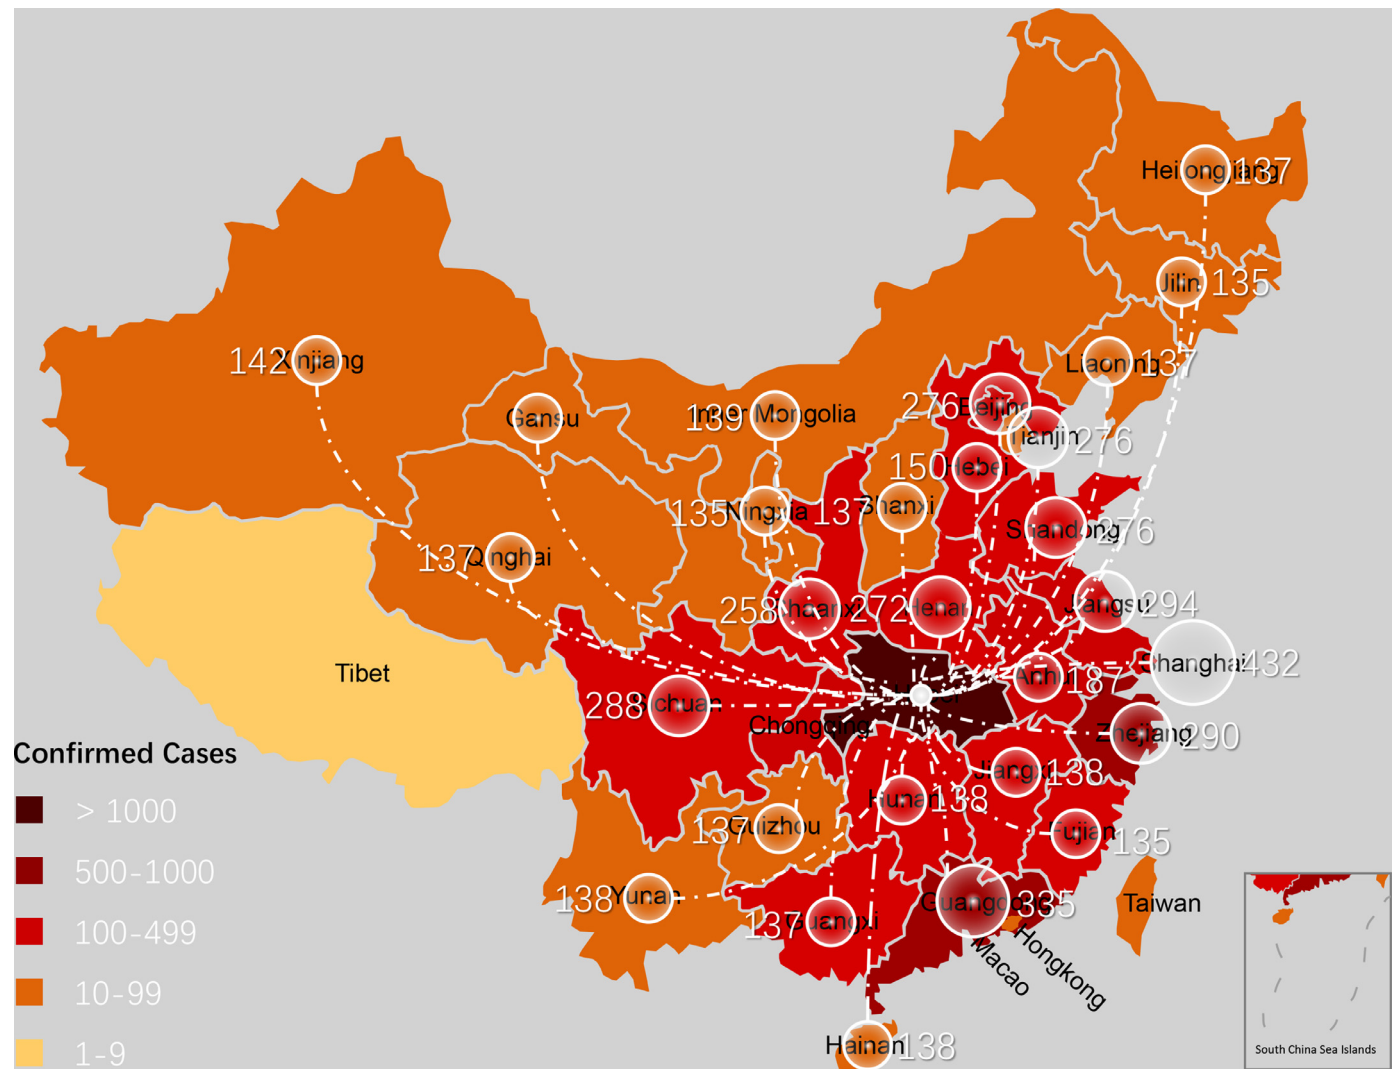 Heilongjiang 137
Jilin 135
142 Xinjiang
Liaoning 137
Gansu
139 Inner Mongolia
276 Beijing
Tianjin 276
150 Hebei
135 Ningxia
137 Shanxi
Shandong 276
137 Qinghai
258 Shaanxi
272 Henan
Jiangsu 294
Shanghai 432
Tibet
Anhui 187
288 Sichuan
Chongqing
Zhejiang 290
Jiangxi 138
Hunan 138
137 Guizhou
Fujian 135
138 Yunan
137 Guangxi
Guangdong 335
Taiwan
Hongkong
Macao
Hainan 138
Confirmed Cases
> 1000
500-1000
100-499
10-99
1-9
South China Sea Islands